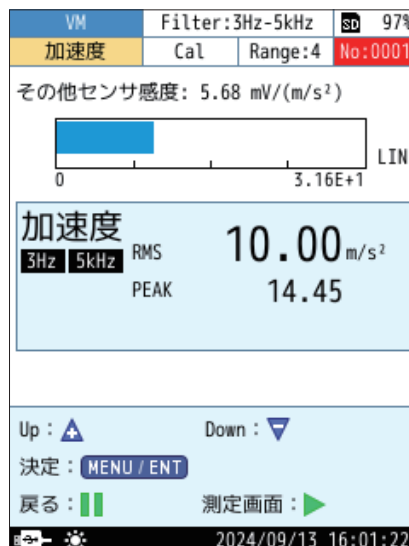 VM Filter:3Hz-5kHz SD 97%
加速度 Cal Range:4 No:0001
その他センサ感度: 5.68 mV/(m/s²)
LIN
0 3.16E+1
加速度
3Hz 5kHz RMS 10.00 m/s²
PEAK 14.45
Up : Down :
決定 : MENU / ENT
戻る : 測定画面 :
2024/09/13 16:01:22